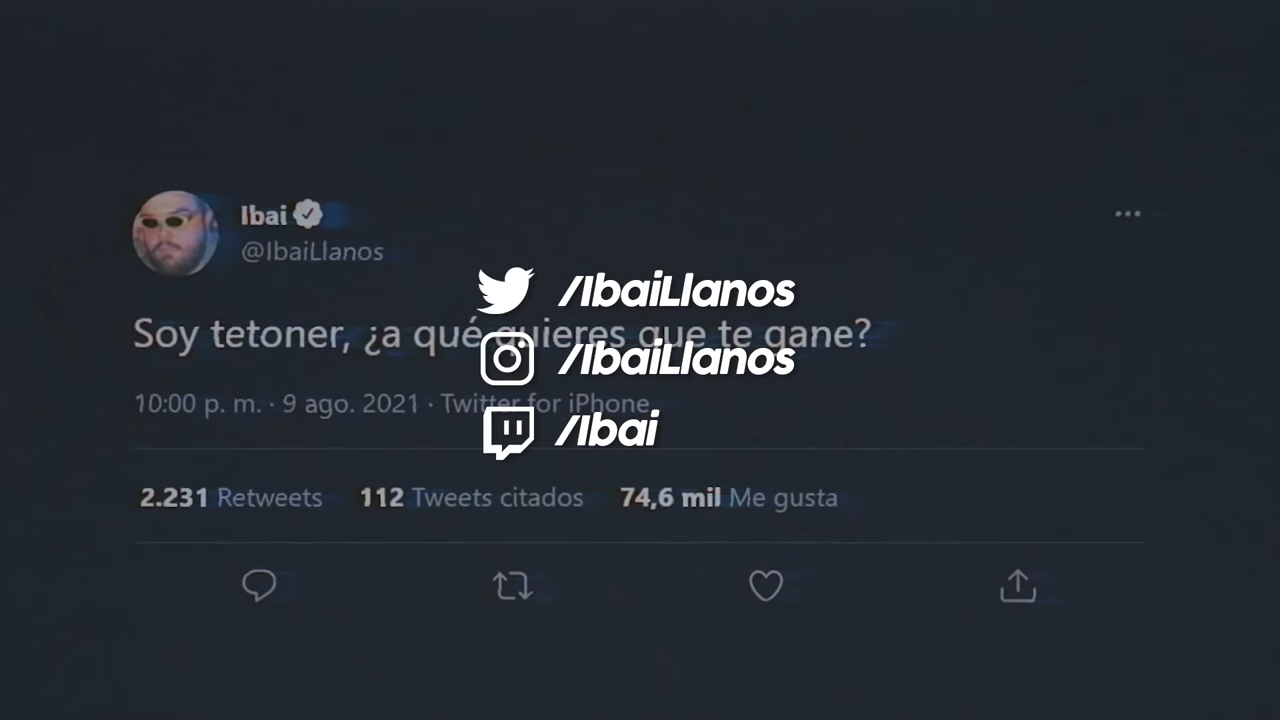 Ibai
@IbaiLlanos
/IbaiLlanos
Soy tetoner, ¿a qué quieres que te gane?
/IbaiLlanos
10:00 p. m. · 9 ago. 2021 · Twitter for iPhone
/Ibai
2.231 Retweets 112 Tweets citados 74,6 mil Me gusta